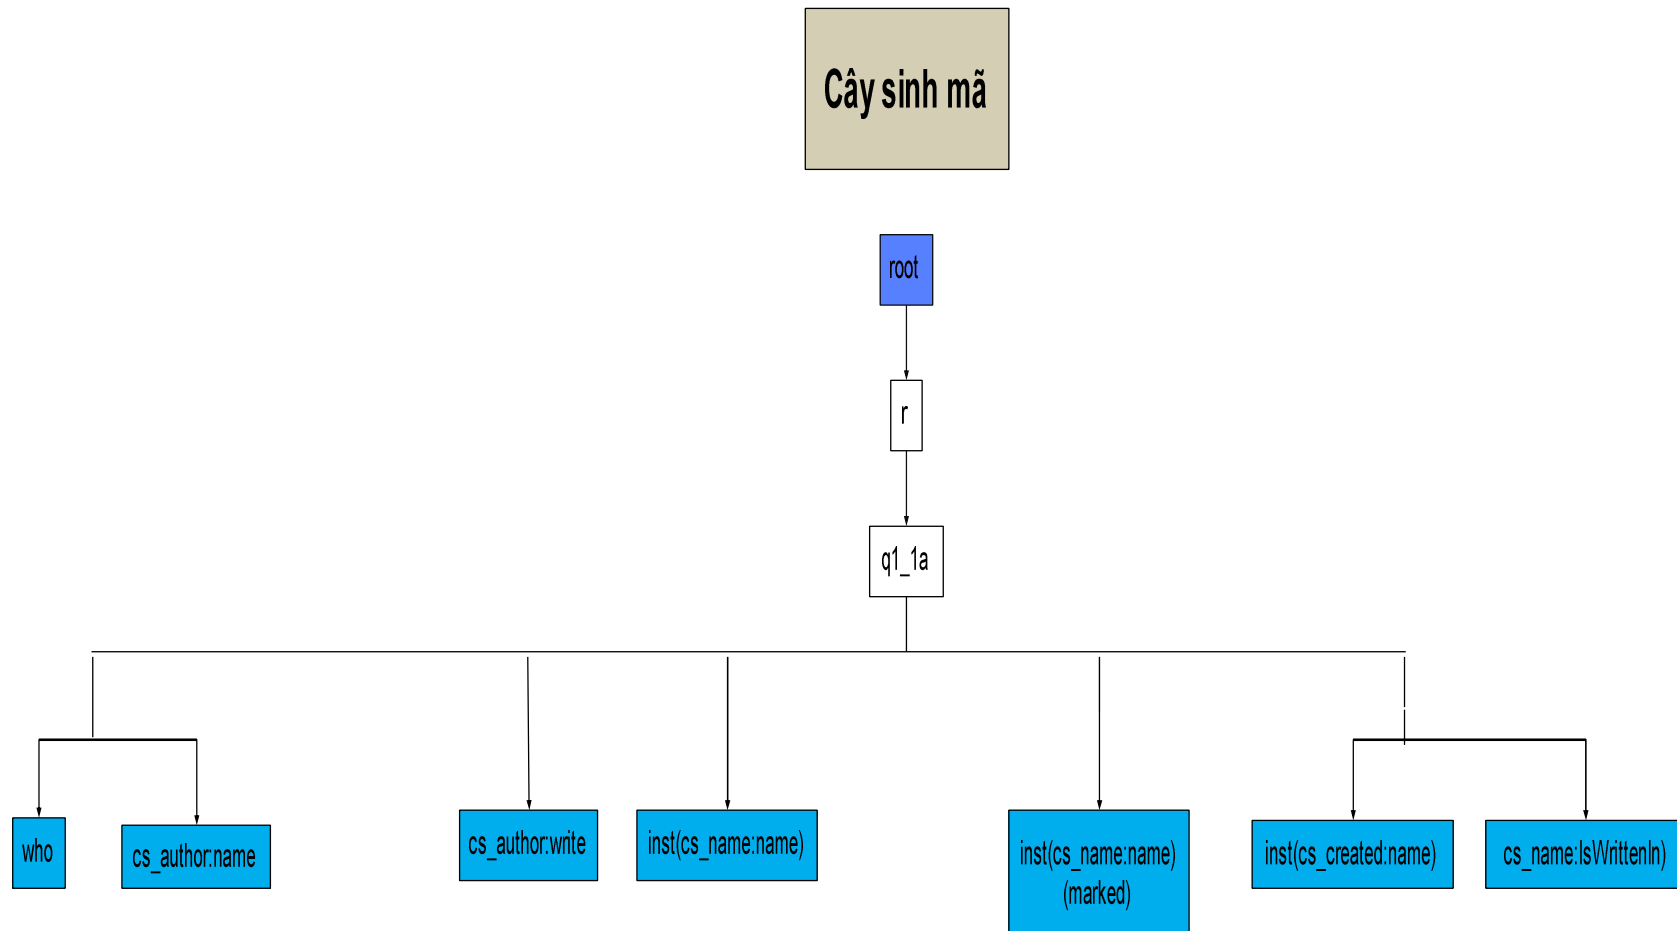 Cây sinh mã
root
r
q1_1a
who
cs_author:name
cs_author:write
inst(cs_name:name)
inst(cs_name:name)
(marked)
inst(cs_created:name)
cs_name:IsWrittenIn)